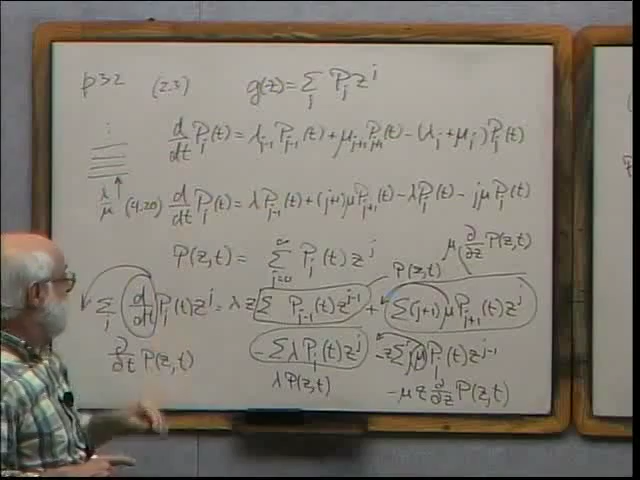 p32 (2.3) g(z) = Σ_j P_j z^j
d/dt P_j(t) = λ_{j-1} P_{j-1}(t) + μ_{j+1} P_{j+1}(t) - (λ_j + μ_j) P_j(t)
λ/μ (4.20) d/dt P_j(t) = λ P_{j-1}(t) + (j+1) μ P_{j+1}(t) - λ P_j(t) - jμ P_j(t)
P(z,t) = Σ_{j=0}^∞ P_j(t) z^j
P(z,t) μ ∂/∂z P(z,t)
Σ_j d/dt P_j(t) z^j = λ z Σ P_{j-1}(t) z^{j-1} + Σ (j+1) μ P_{j+1}(t) z^j
∂/∂t P(z,t) - Σ λ P_j(t) z^j - z Σ jμ P_j(t) z^{j-1}
λ P(z,t) - μ z ∂/∂z P(z,t)